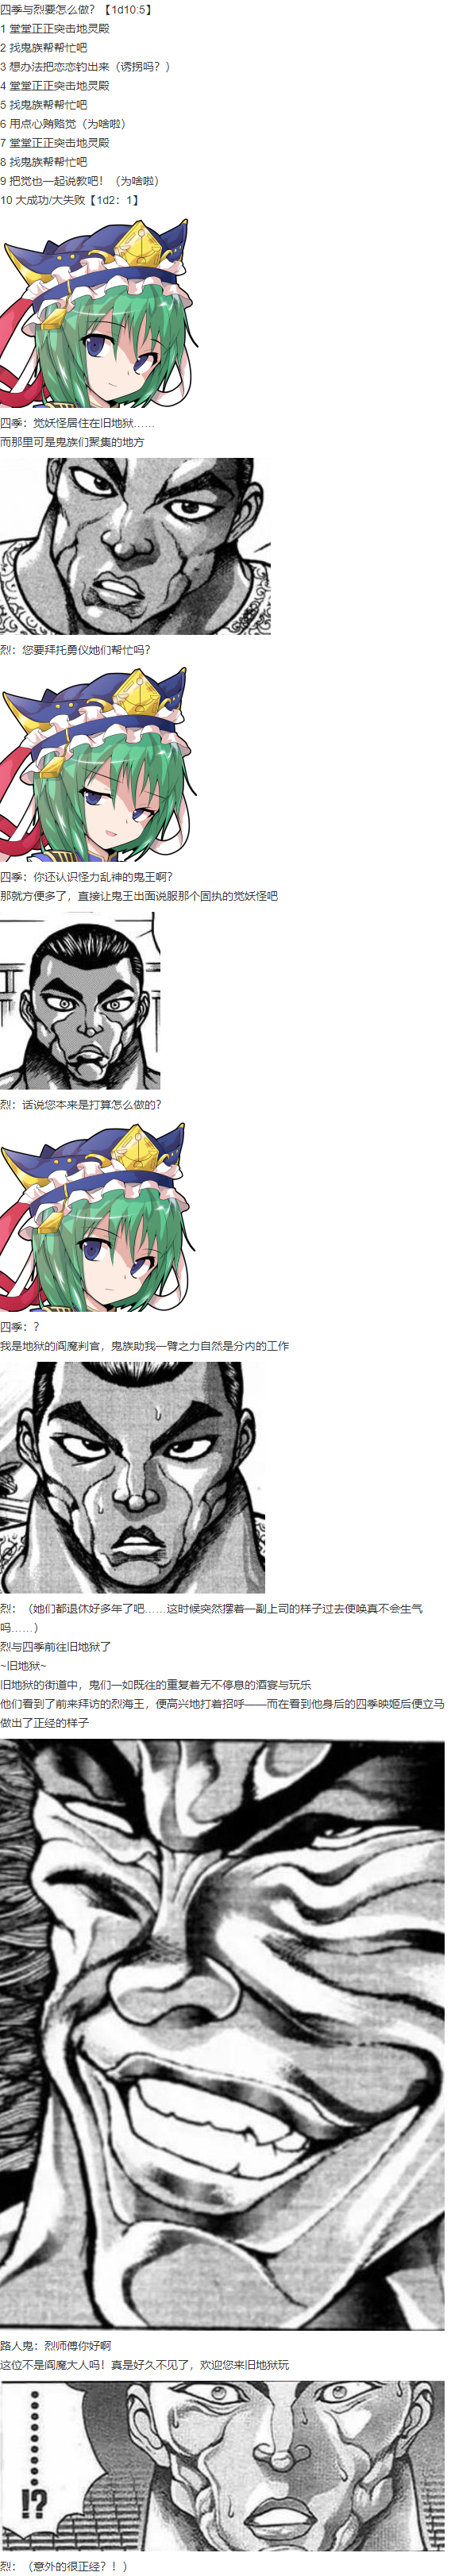 四季与烈要怎么做？【1d10:5】
1 堂堂正正突击地灵殿
2 找鬼族帮帮忙吧
3 想办法把恋恋钓出来（诱拐吗？）
4 堂堂正正突击地灵殿
5 找鬼族帮帮忙吧
6 用点心贿赂觉（为啥啦）
7 堂堂正正突击地灵殿
8 找鬼族帮帮忙吧
9 把觉也一起说教吧！（为啥啦）
10 大成功/大失败【1d2：1】
四季：觉妖怪居住在旧地狱……
而那里可是鬼族们聚集的地方
烈：您要拜托勇仪她们帮忙吗？
四季：你还认识怪力乱神的鬼王啊？
那就方便多了，直接让鬼王出面说服那个固执的觉妖怪吧
烈：话说您本来是打算怎么做的？
四季：？
我是地狱的阎魔判官，鬼族助我一臂之力自然是分内的工作
烈：（她们都退休好多年了吧……这时候突然摆着一副上司的样子过去使唤真不会生气
吗……）
烈与四季前往旧地狱了
~旧地狱~
旧地狱的街道中，鬼们一如既往的重复着无不停息的酒宴与玩乐
他们看到了前来拜访的烈海王，便高兴地打着招呼——而在看到他身后的四季映姬后便立马
做出了正经的样子
路人鬼：烈师傅你好啊
这位不是阎魔大人吗！真是好久不见了，欢迎您来旧地狱玩
………!?
烈：（意外的很正经？！）